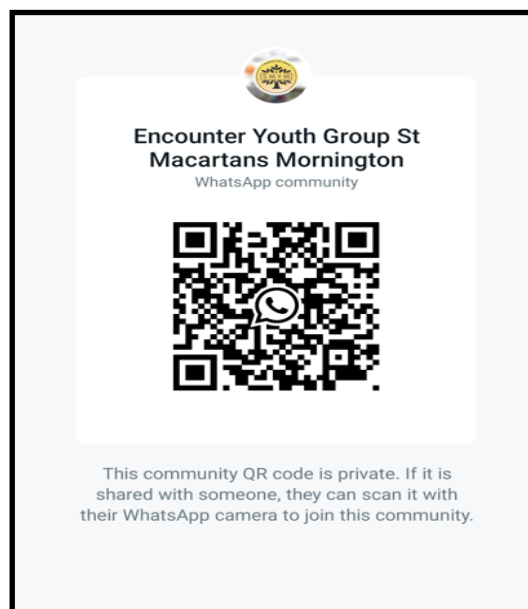 SMYM
Encounter Youth Group St
Macartans Mornington
WhatsApp community
This community QR code is private. If it is
shared with someone, they can scan it with
their WhatsApp camera to join this community.